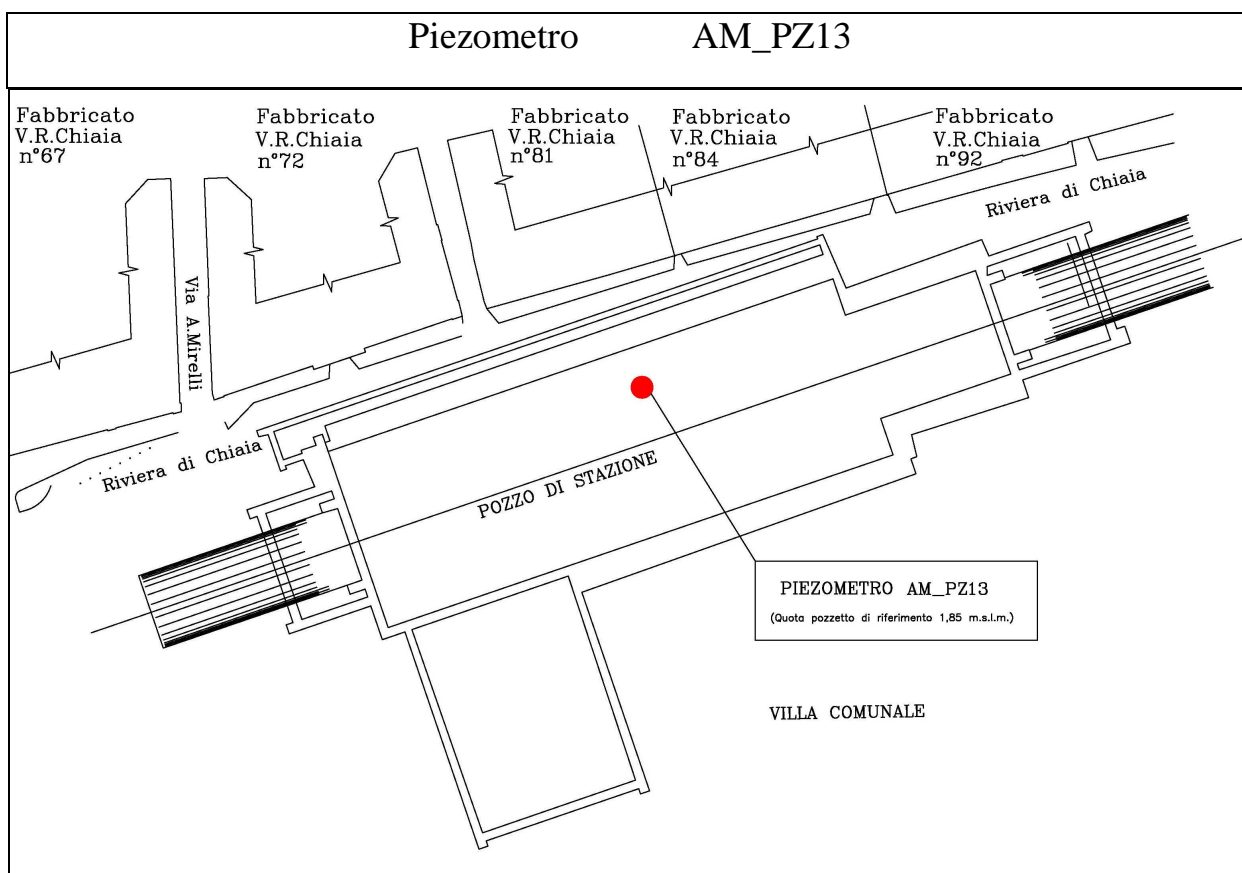 Piezometro AM_PZ13
Fabbricato
V.R.Chiaia
n°67
Fabbricato
V.R.Chiaia
n°72
Fabbricato
V.R.Chiaia
n°81
Fabbricato
V.R.Chiaia
n°84
Fabbricato
V.R.Chiaia
n°92
Riviera di Chiaia
Via A.Mirelli
Riviera di Chiaia
POZZO DI STAZIONE
PIEZOMETRO AM_PZ13
(Quota pozzetto di riferimento 1,85 m.s.l.m.)
VILLA COMUNALE